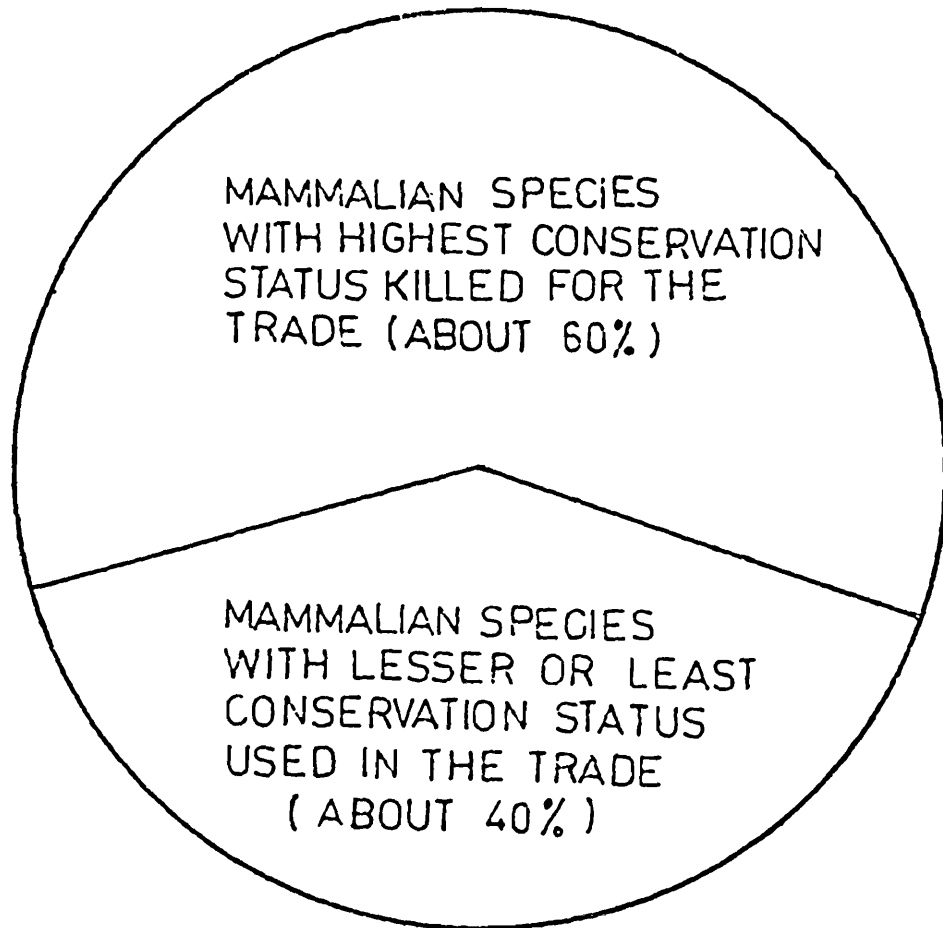 MAMMALIAN SPECIES
WITH HIGHEST CONSERVATION
STATUS KILLED FOR THE
TRADE (ABOUT 60%)
MAMMALIAN SPECIES
WITH LESSER OR LEAST
CONSERVATION STATUS
USED IN THE TRADE
(ABOUT 40%)